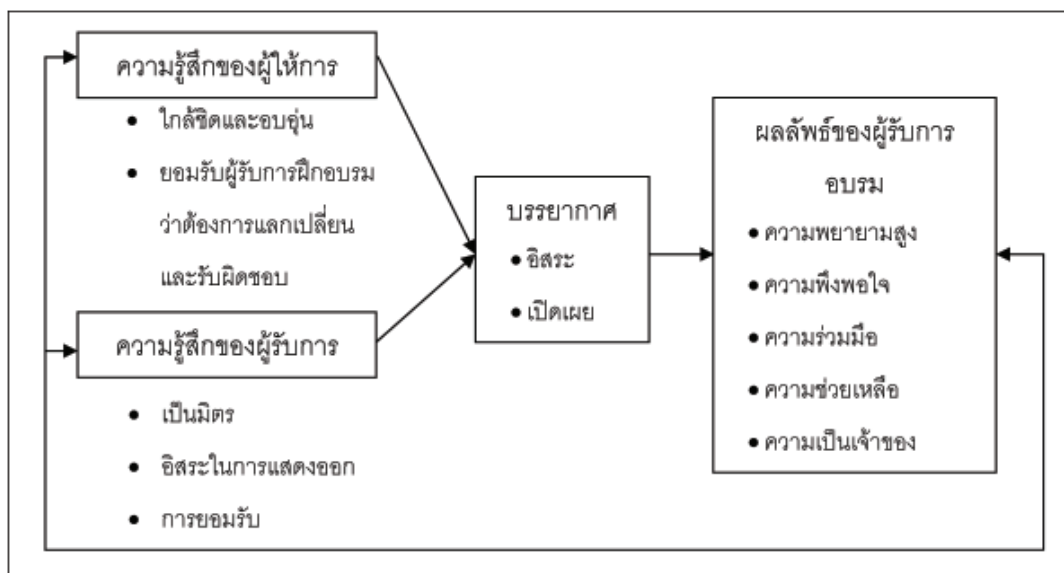 ความรู้สึกของผู้ให้การ
• ใกล้ชิดและอบอุ่น
• ยอมรับผู้รับการฝึกอบรม
ว่าต้องการแลกเปลี่ยน
และรับผิดชอบ
ความรู้สึกของผู้รับการ
• เป็นมิตร
• อิสระในการแสดงออก
• การยอมรับ
บรรยากาศ
• อิสระ
• เปิดเผย
ผลลัพธ์ของผู้รับการ
อบรม
• ความพยายามสูง
• ความพึงพอใจ
• ความร่วมมือ
• ความช่วยเหลือ
• ความเป็นเจ้าของ